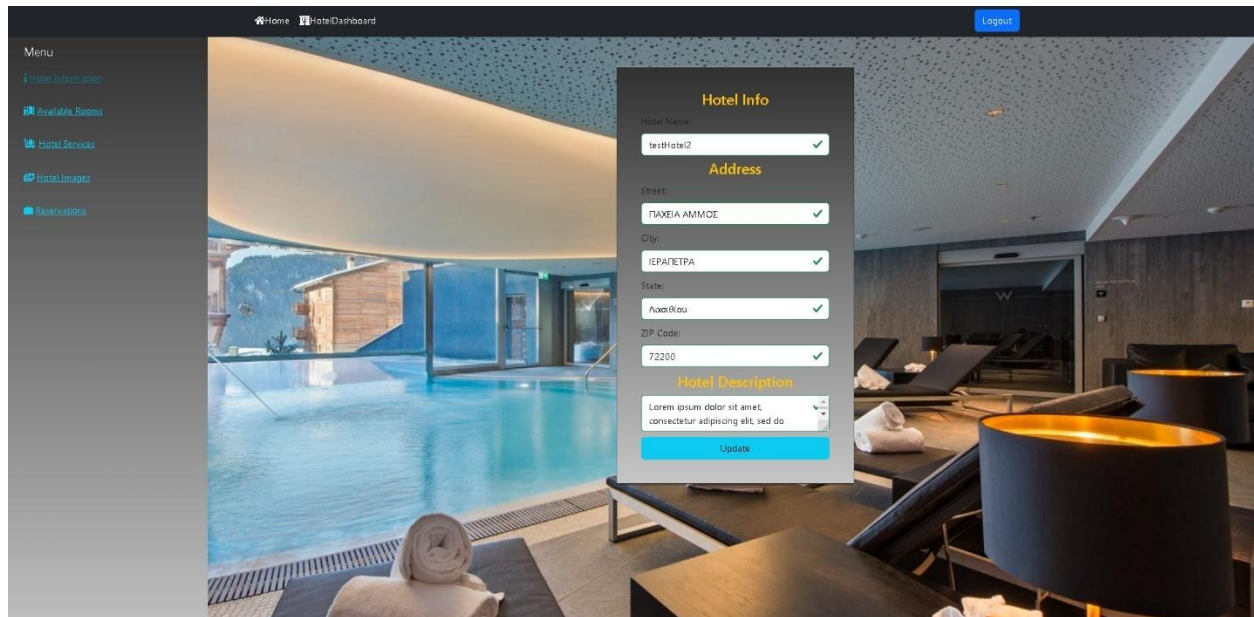 Home HotelDashboard Logout
Menu
Hotel Information
Available Rooms
Hotel Services
Hotel Images
Reservations
Hotel Info
Hotel Name
testHotel2
Address
Street:
ΠΑΧΕΙΑ ΑΜΜΟΣ
City:
ΙΕΡΑΠΕΤΡΑ
State:
Λασιθίου
ZIP Code:
72200
Hotel Description
Lorem ipsum dolor sit amet,
consectetur adipiscing elit, sed do
Update
W